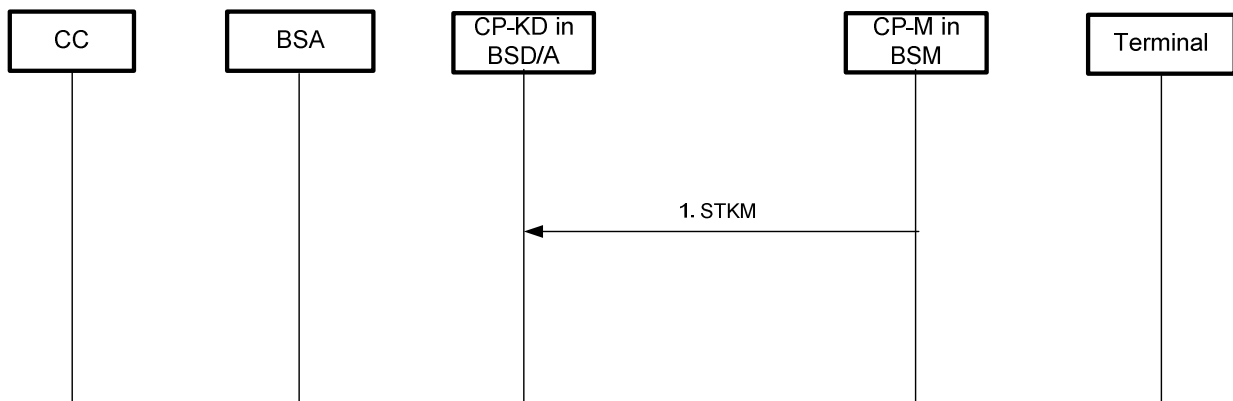 CC
BSA
CP-KD in
BSD/A
CP-M in
BSM
Terminal
1. STKM